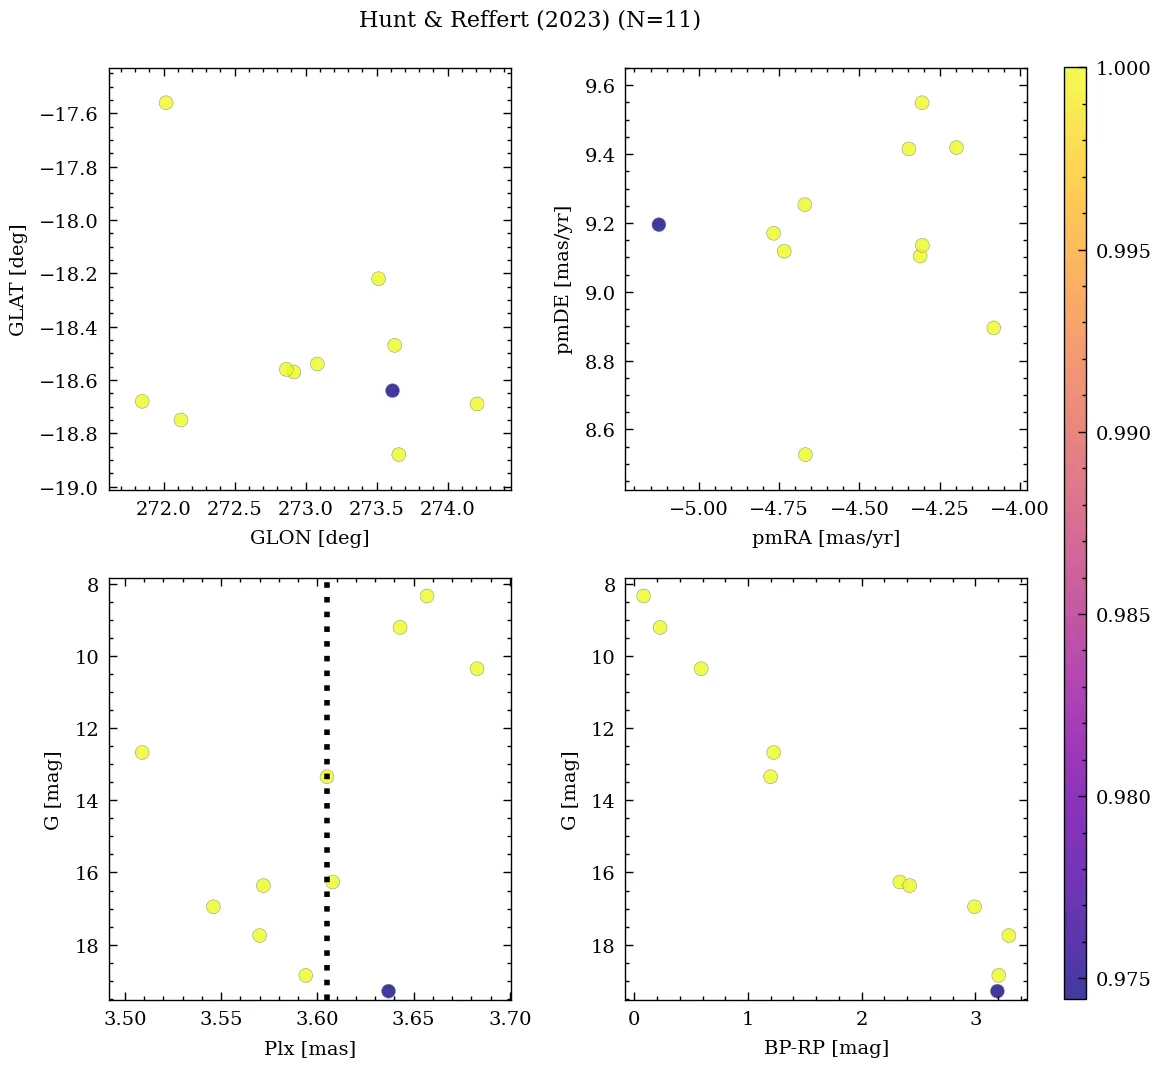 Hunt & Reffert (2023) (N=11)
−17.6
−17.8
−18.0
−18.2
−18.4
−18.6
−18.8
−19.0
GLAT [deg]
272.0 272.5 273.0 273.5 274.0
GLON [deg]
9.6
9.4
9.2
9.0
8.8
8.6
pmDE [mas/yr]
−5.00 −4.75 −4.50 −4.25 −4.00
pmRA [mas/yr]
8
10
12
14
16
18
G [mag]
3.50 3.55 3.60 3.65 3.70
Plx [mas]
8
10
12
14
16
18
G [mag]
0 1 2 3
BP-RP [mag]
1.000
0.995
0.990
0.985
0.980
0.975